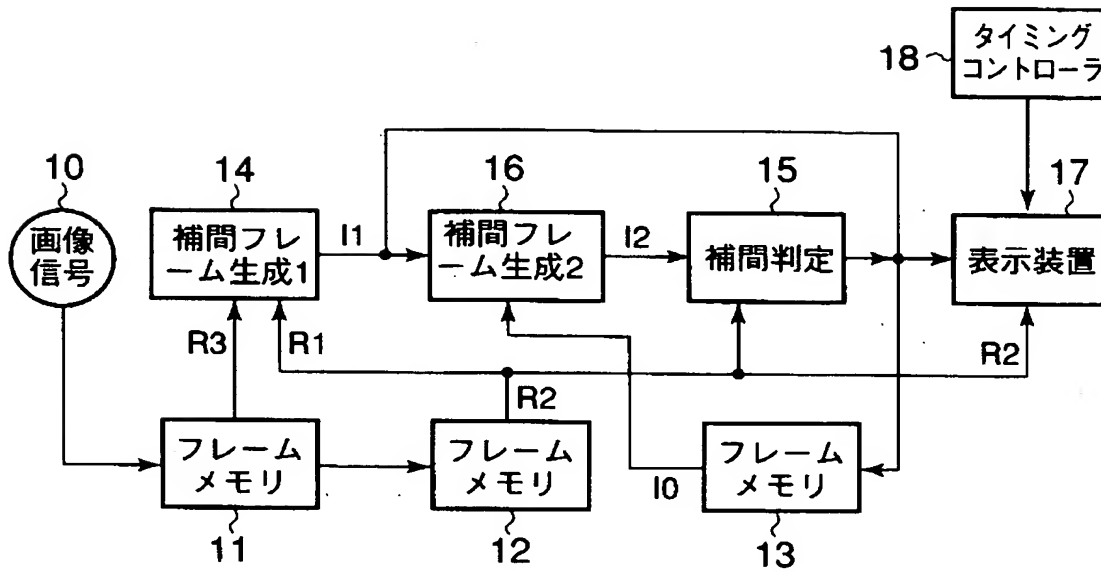 タイミング
コントローラ
18
10
14
16
15
17
画像
信号
補間フレ
ーム生成1
I1
補間フレ
ーム生成2
I2
補間判定
表示装置
R3
R1
R2
R2
フレーム
メモリ
フレーム
メモリ
I0
フレーム
メモリ
11
12
13